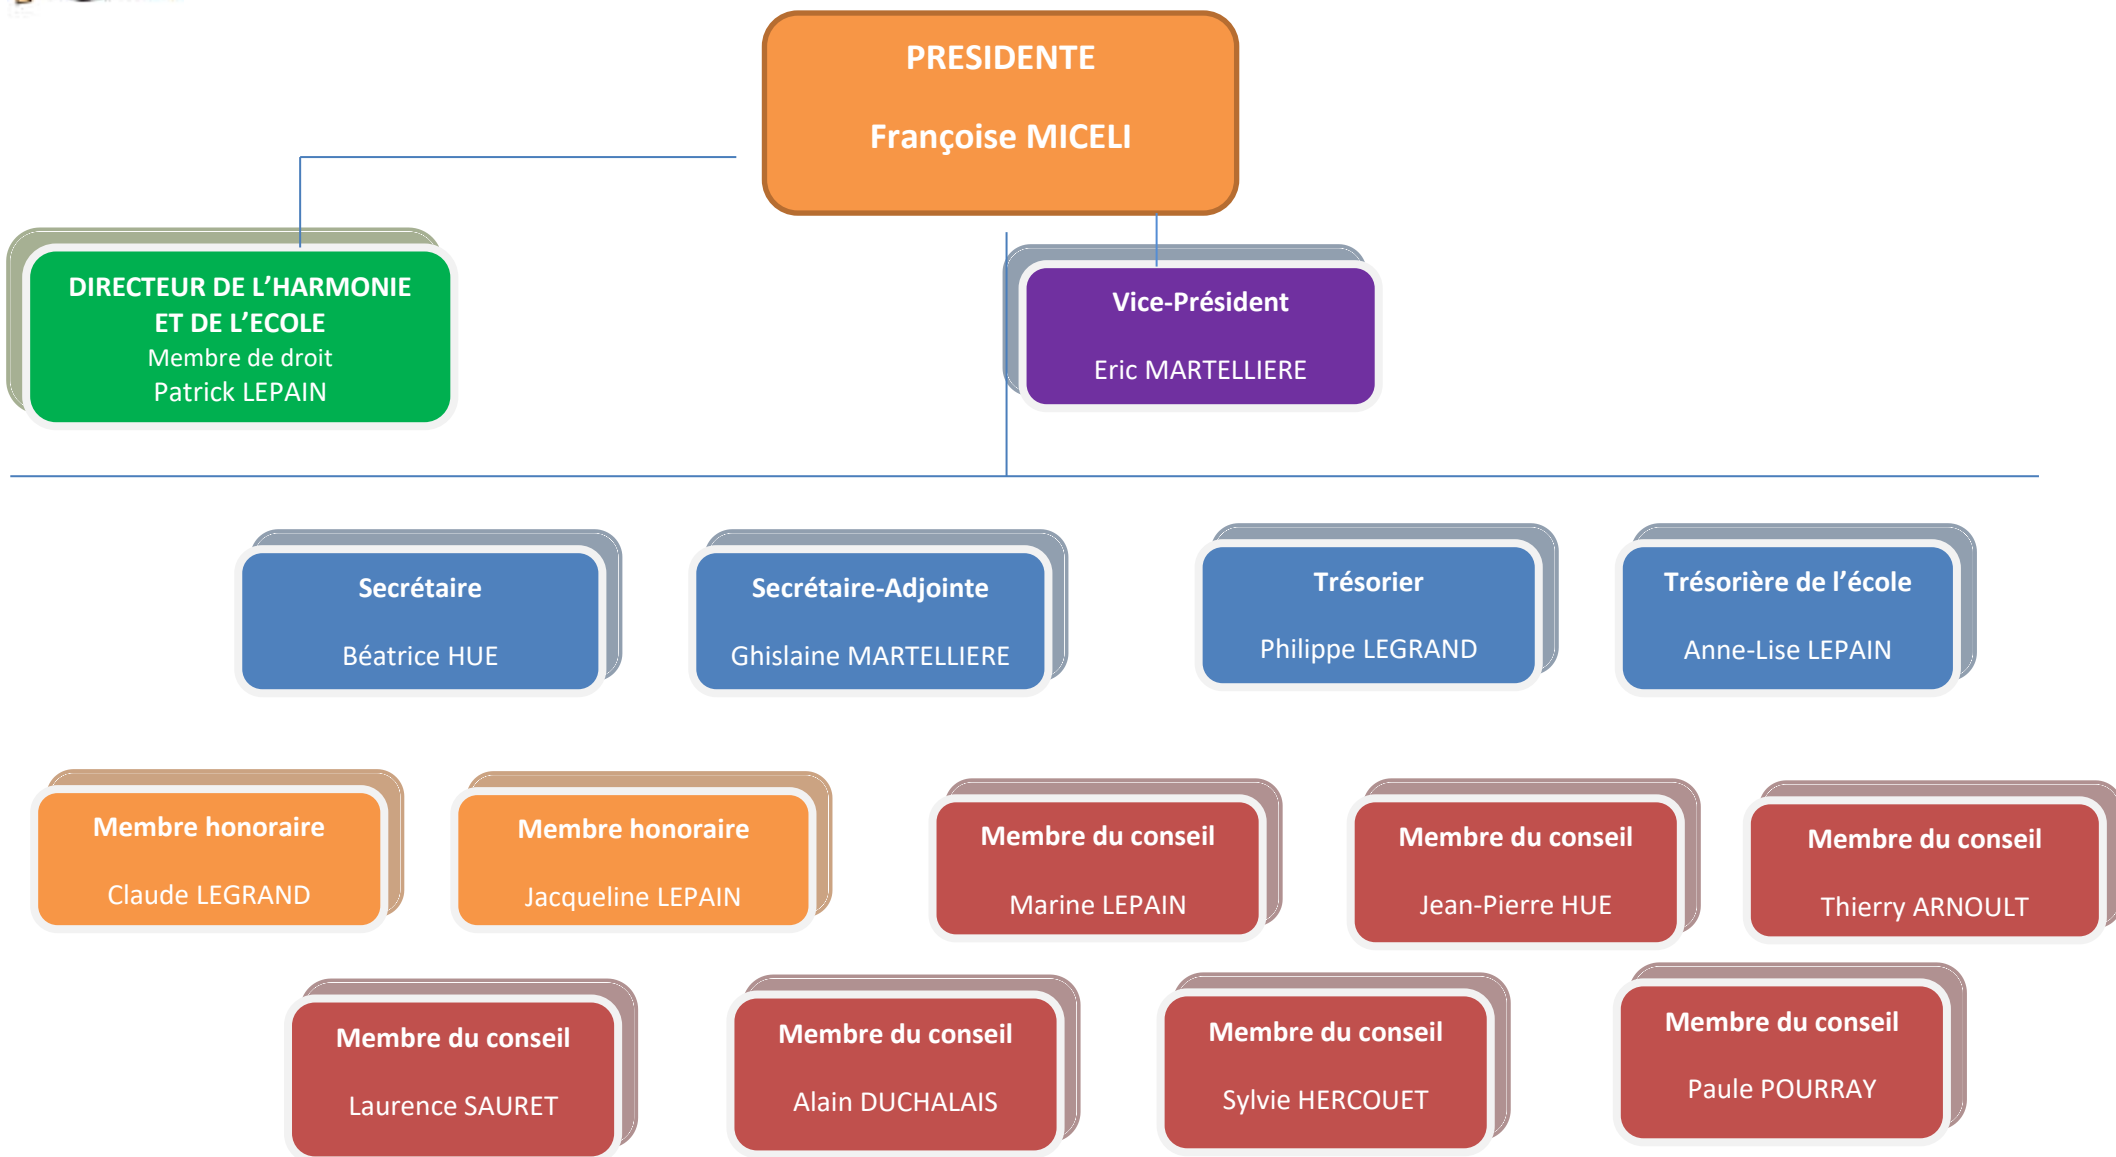 PRESIDENTE
Françoise MICELI
DIRECTEUR DE L’HARMONIE
ET DE L’ECOLE
Membre de droit
Patrick LEPAIN
Vice-Président
Eric MARTELLIERE
Secrétaire
Béatrice HUE
Secrétaire-Adjointe
Ghislaine MARTELLIERE
Trésorier
Philippe LEGRAND
Trésorière de l’école
Anne-Lise LEPAIN
Membre honoraire
Claude LEGRAND
Membre honoraire
Jacqueline LEPAIN
Membre du conseil
Marine LEPAIN
Membre du conseil
Jean-Pierre HUE
Membre du conseil
Thierry ARNOULT
Membre du conseil
Laurence SAURET
Membre du conseil
Alain DUCHALAIS
Membre du conseil
Sylvie HERCOUET
Membre du conseil
Paule POURRAY